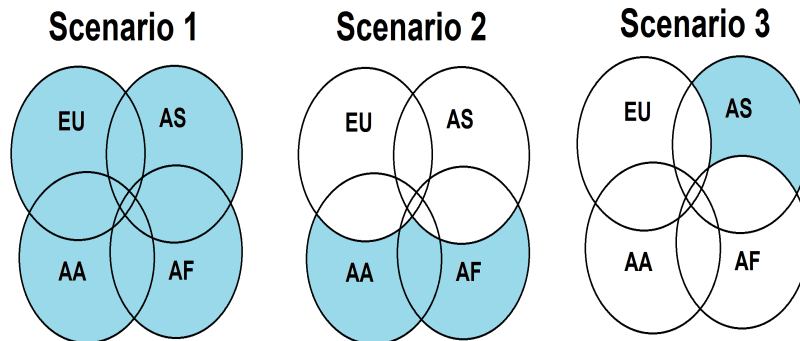 Scenario 1
EU
AS
AA
AF
Scenario 2
EU
AS
AA
AF
Scenario 3
EU
AS
AA
AF